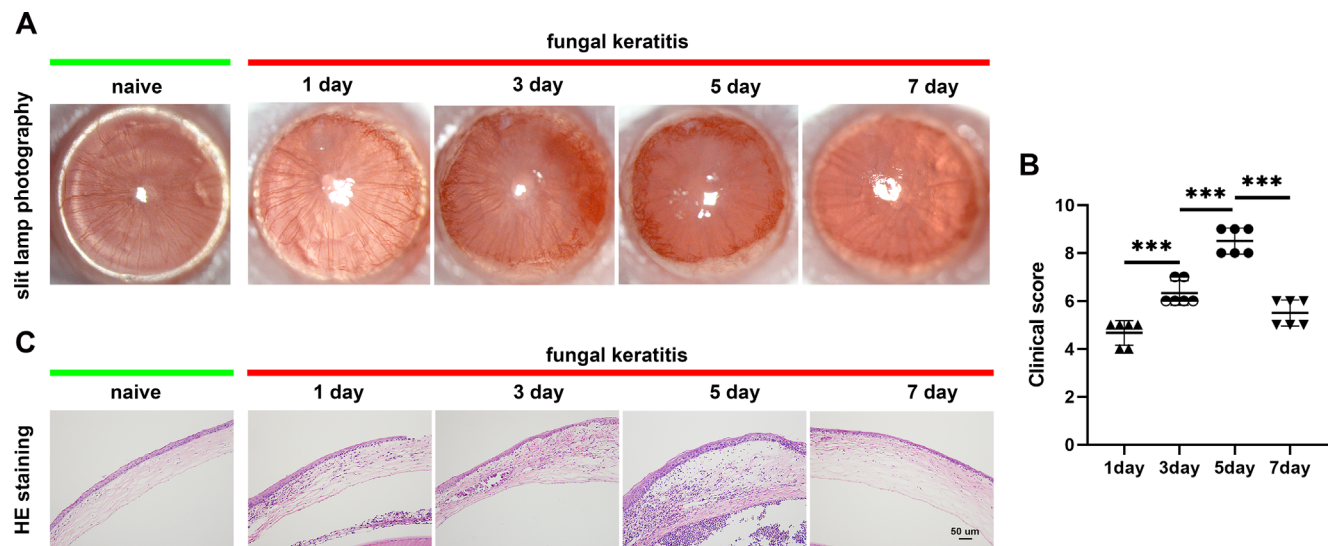 A
fungal keratitis
naive
1 day
3 day
5 day
7 day
slit lamp photography
B
Clinical score
10
8
6
4
2
0
***
***
***
1day
3day
5day
7day
C
fungal keratitis
naive
1 day
3 day
5 day
7 day
HE staining
50 um